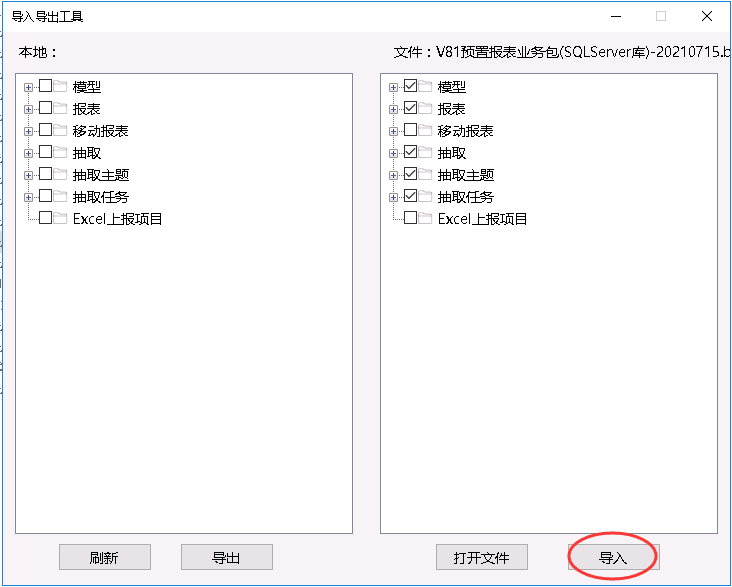 导入导出工具
本地：
文件：V81预置报表业务包(SQLServer库)-20210715.b
模型
报表
移动报表
抽取
抽取主题
抽取任务
Excel上报项目
模型
报表
移动报表
抽取
抽取主题
抽取任务
Excel上报项目
刷新
导出
打开文件
导入